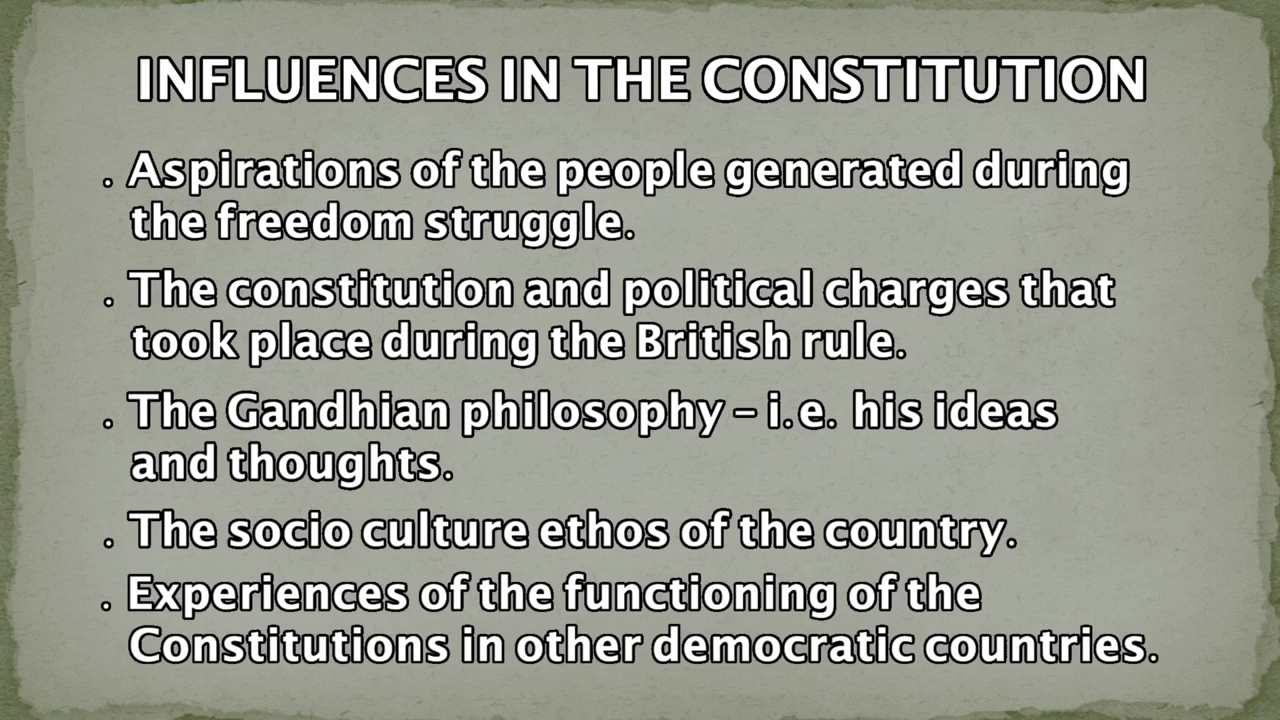 INFLUENCES IN THE CONSTITUTION
. Aspirations of the people generated during
the freedom struggle.
. The constitution and political charges that
took place during the British rule.
. The Gandhian philosophy – i.e. his ideas
and thoughts.
. The socio culture ethos of the country.
. Experiences of the functioning of the
Constitutions in other democratic countries.